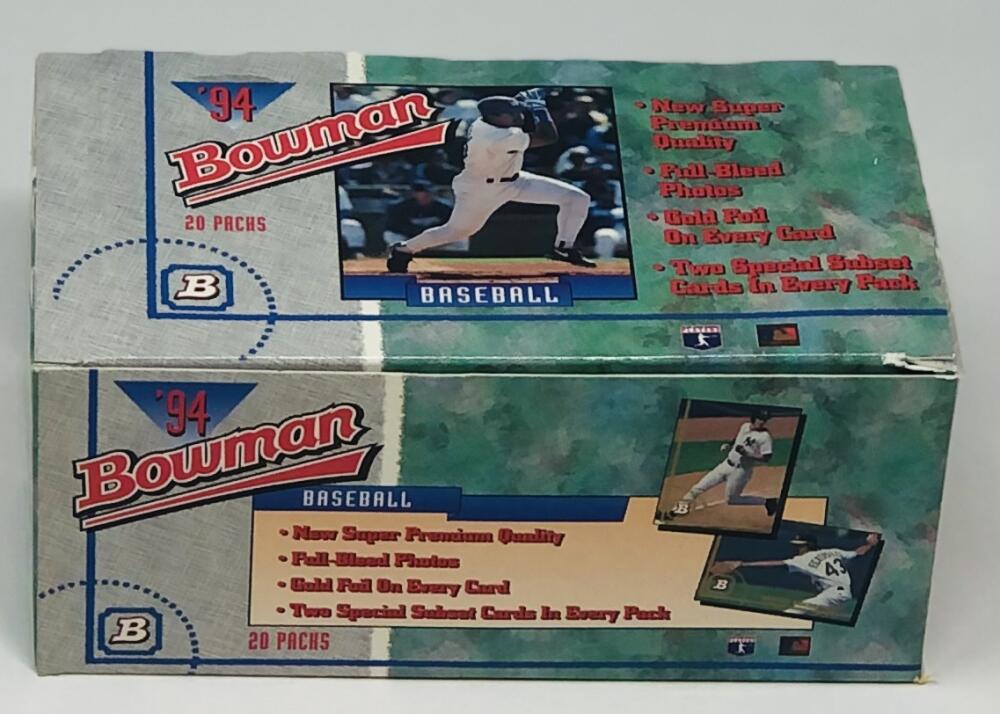 '94
Bowman
20 PACKS
B
BASEBALL
• New Super
Premium
Quality
• Full-Bleed
Photos
• Gold Foil
On Every Card
• Two Special Subset
Cards In Every Pack
'94
Bowman
BASEBALL
• New Super Premium Quality
• Full-Bleed Photos
• Gold Foil On Every Card
• Two Special Subset Cards In Every Pack
B
20 PACKS
B
43
B